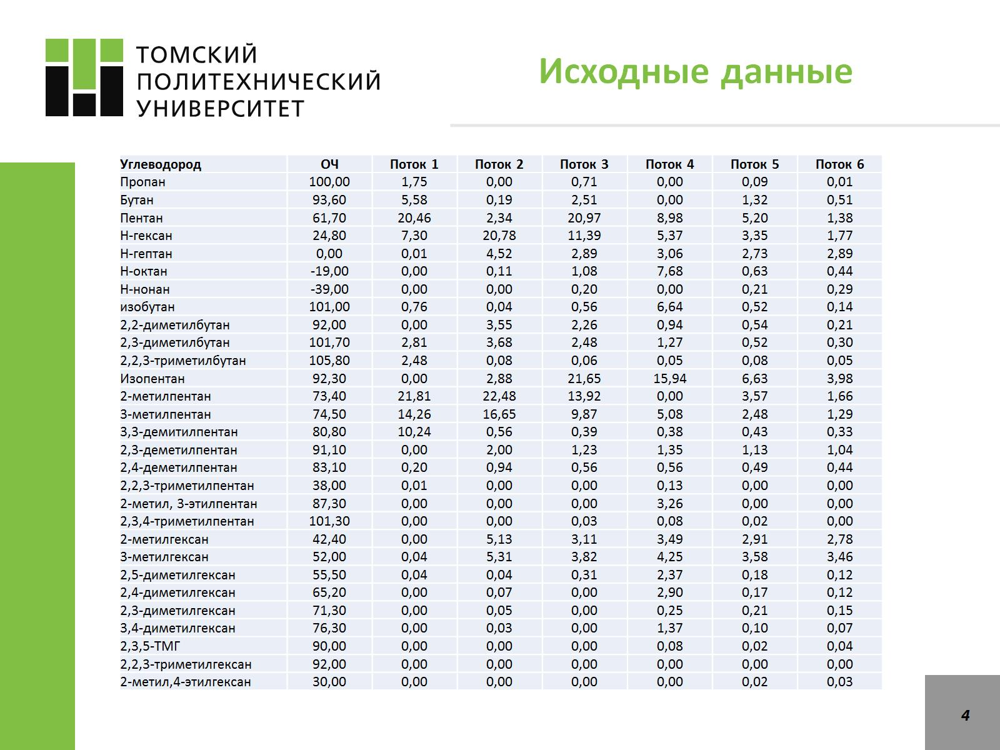 ТОМСКИЙ
ПОЛИТЕХНИЧЕСКИЙ
УНИВЕРСИТЕТ
Исходные данные
Углеводород ОЧ Поток 1 Поток 2 Поток 3 Поток 4 Поток 5 Поток 6
Пропан 100,00 1,75 0,00 0,71 0,00 0,09 0,01
Бутан 93,60 5,58 0,19 2,51 0,00 1,32 0,51
Пентан 61,70 20,46 2,34 20,97 8,98 5,20 1,38
Н-гексан 24,80 7,30 20,78 11,39 5,37 3,35 1,77
Н-гептан 0,00 0,01 4,52 2,89 3,06 2,73 2,89
Н-октан -19,00 0,00 0,11 1,08 7,68 0,63 0,44
Н-нонан -39,00 0,00 0,00 0,20 0,00 0,21 0,29
изобутан 101,00 0,76 0,04 0,56 6,64 0,52 0,14
2,2-диметилбутан 92,00 0,00 3,55 2,26 0,94 0,54 0,21
2,3-диметилбутан 101,70 2,81 3,68 2,48 1,27 0,52 0,30
2,2,3-триметилбутан 105,80 2,48 0,08 0,06 0,05 0,08 0,05
Изопентан 92,30 0,00 2,88 21,65 15,94 6,63 3,98
2-метилпентан 73,40 21,81 22,48 13,92 0,00 3,57 1,66
3-метилпентан 74,50 14,26 16,65 9,87 5,08 2,48 1,29
3,3-демитилпентан 80,80 10,24 0,56 0,39 0,38 0,43 0,33
2,3-деметилпентан 91,10 0,00 2,00 1,23 1,35 1,13 1,04
2,4-деметилпентан 83,10 0,20 0,94 0,56 0,56 0,49 0,44
2,2,3-триметилпентан 38,00 0,01 0,00 0,00 0,13 0,00 0,00
2-метил, 3-этилпентан 87,30 0,00 0,00 0,00 3,26 0,00 0,00
2,3,4-триметилпентан 101,30 0,00 0,00 0,03 0,08 0,02 0,00
2-метилгексан 42,40 0,00 5,13 3,11 3,49 2,91 2,78
3-метилгексан 52,00 0,04 5,31 3,82 4,25 3,58 3,46
2,5-диметилгексан 55,50 0,04 0,04 0,31 2,37 0,18 0,12
2,4-диметилгексан 65,20 0,00 0,07 0,00 2,90 0,17 0,12
2,3-диметилгексан 71,30 0,00 0,05 0,00 0,25 0,21 0,15
3,4-диметилгексан 76,30 0,00 0,03 0,00 1,37 0,10 0,07
2,3,5-ТМГ 90,00 0,00 0,00 0,00 0,08 0,02 0,04
2,2,3-триметилгексан 92,00 0,00 0,00 0,00 0,00 0,00 0,00
2-метил,4-этилгексан 30,00 0,00 0,00 0,00 0,00 0,02 0,03
4